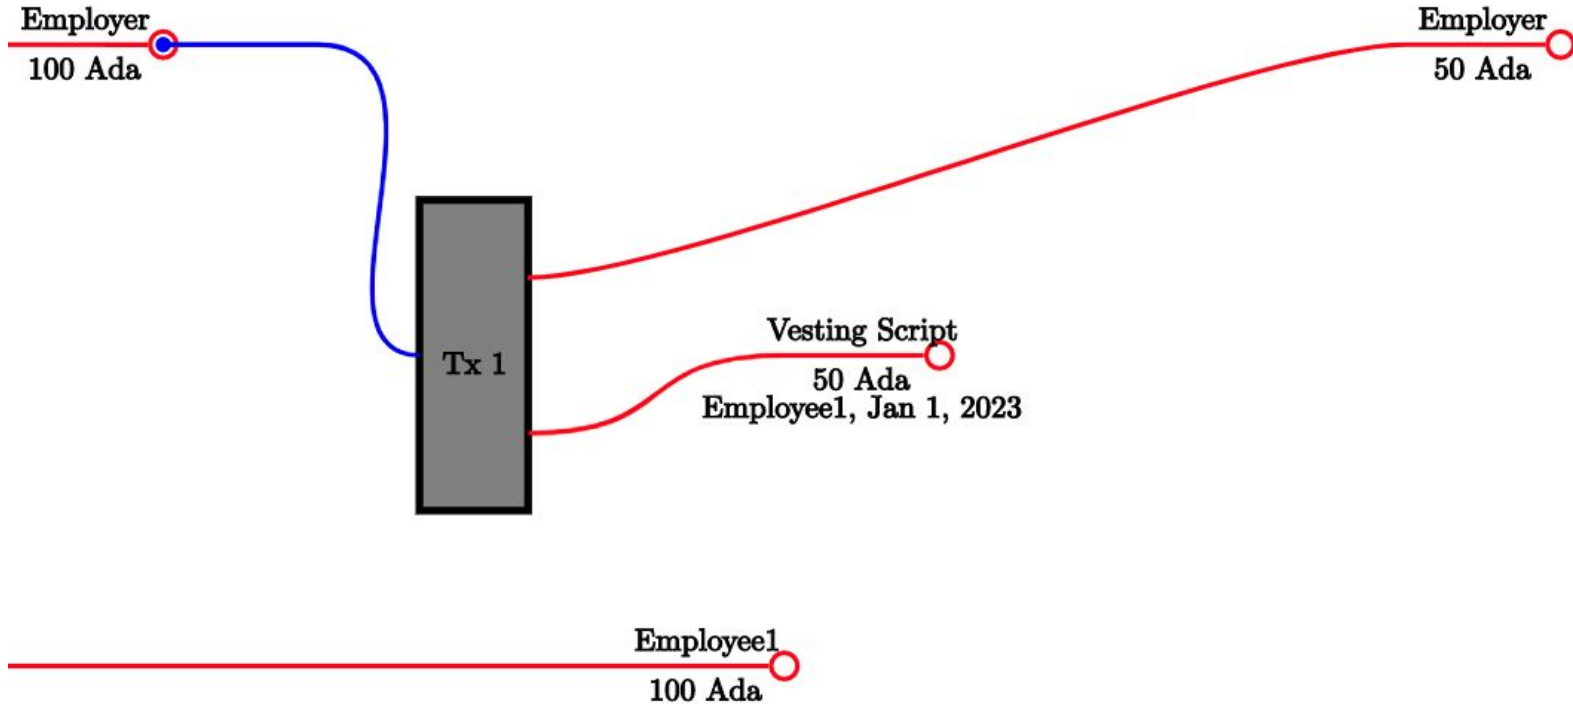 Employer
100 Ada
Employer
50 Ada
Tx 1
Vesting Script
50 Ada
Employee1, Jan 1, 2023
Employee1
100 Ada